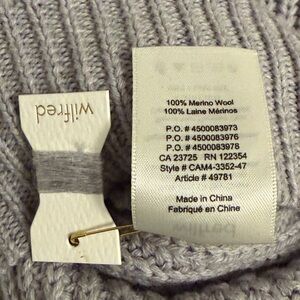 wilfred
100% Merino Wool
100% Laine Mérinos
P.O. # 4500083973
P.O. # 4500083976
P.O. # 4500083978
CA 23725 RN 122354
Style # CAM4-3352-47
Article # 49781
Made in China
Fabriqué en Chine